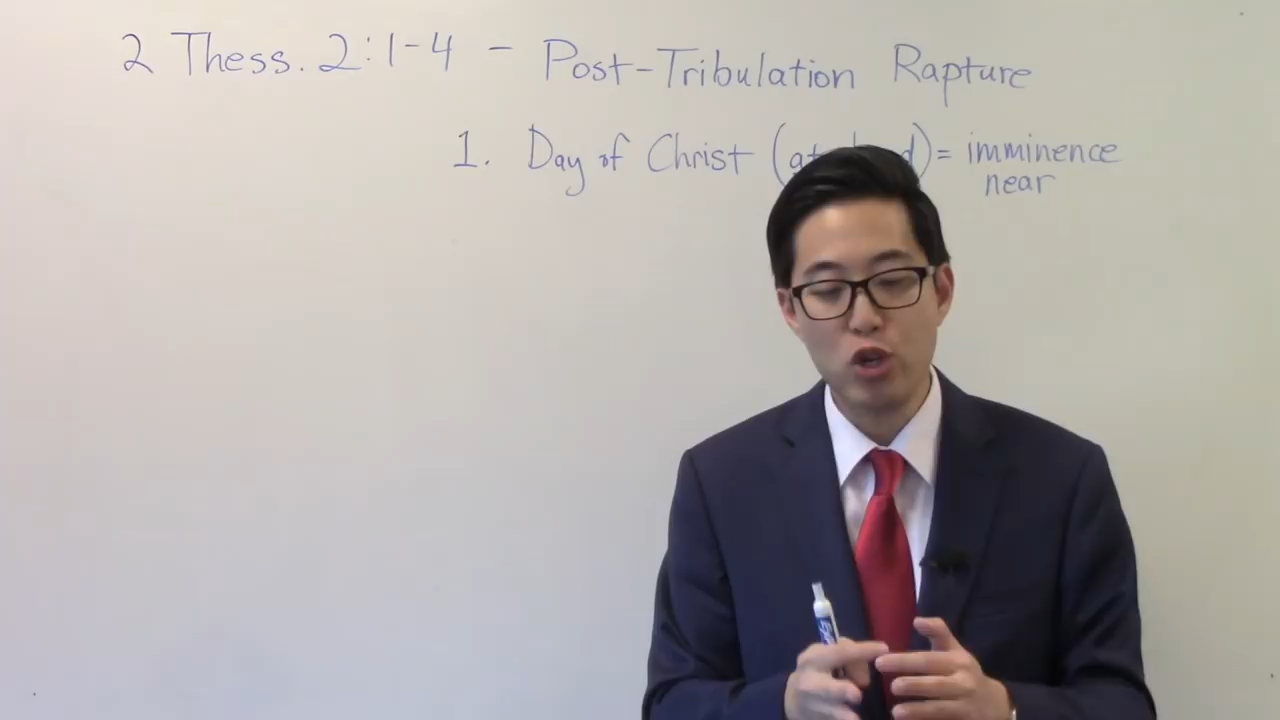 2 Thess. 2:1-4 - Post-Tribulation Rapture
1. Day of Christ ( ) = imminence
near